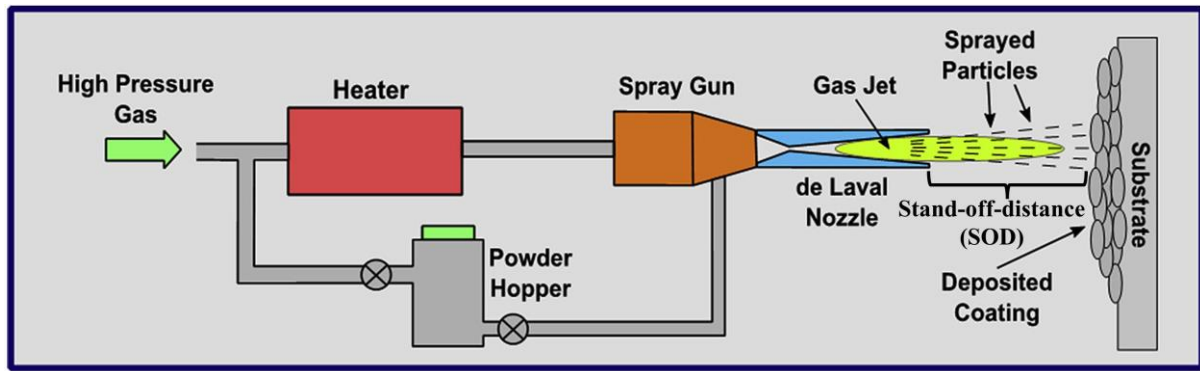 High Pressure
Gas
Heater
Spray Gun
Gas Jet
Sprayed
Particles
de Laval
Nozzle
Stand-off-distance
(SOD)
Substrate
Powder
Hopper
Deposited
Coating